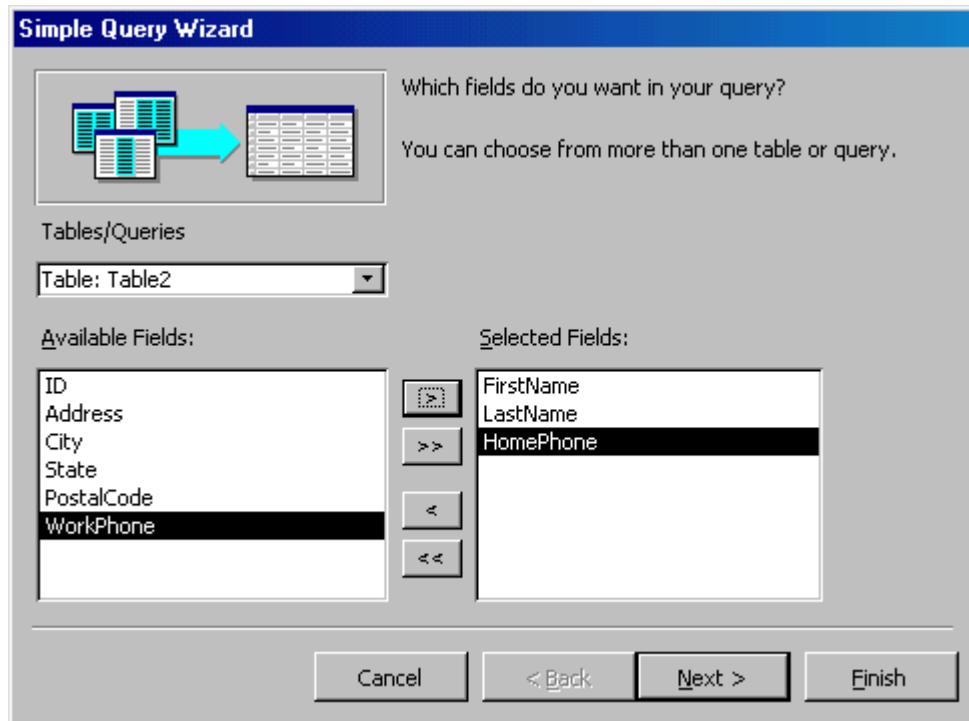 Simple Query Wizard
Which fields do you want in your query?
You can choose from more than one table or query.
Tables/Queries
Table: Table2
Available Fields:
ID
Address
City
State
PostalCode
WorkPhone
>
>>
<
<<
Selected Fields:
FirstName
LastName
HomePhone
Cancel
< Back
Next >
Finish